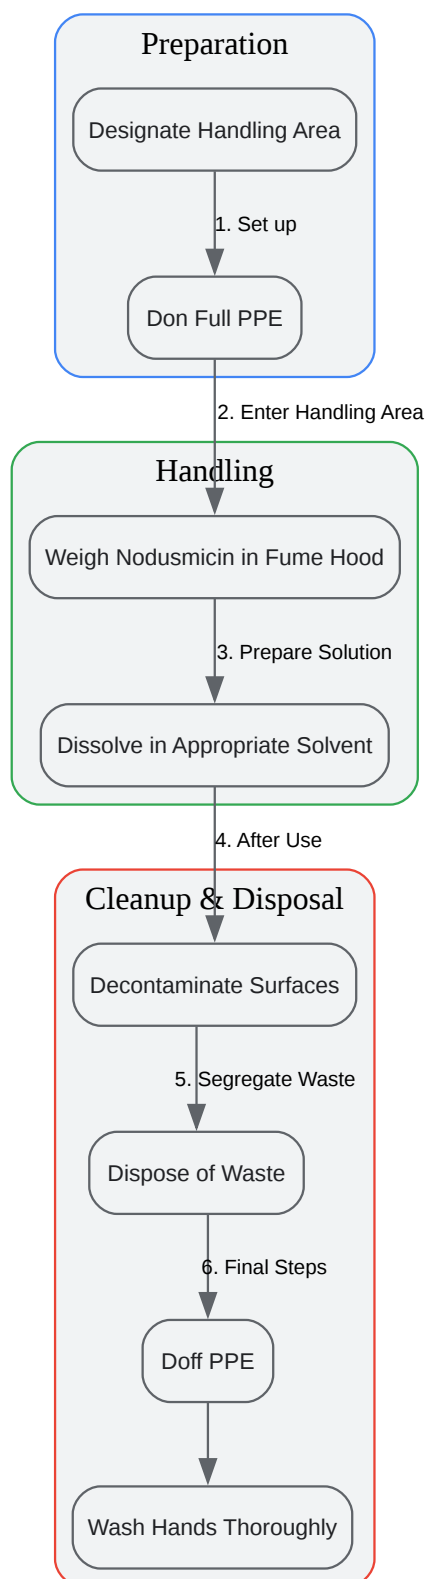 Preparation
Designate Handling Area
1. Set up
Don Full PPE
2. Enter Handling Area
Handling
Weigh Nodusmicin in Fume Hood
3. Prepare Solution
Dissolve in Appropriate Solvent
4. After Use
Cleanup & Disposal
Decontaminate Surfaces
5. Segregate Waste
Dispose of Waste
6. Final Steps
Doff PPE
Wash Hands Thoroughly